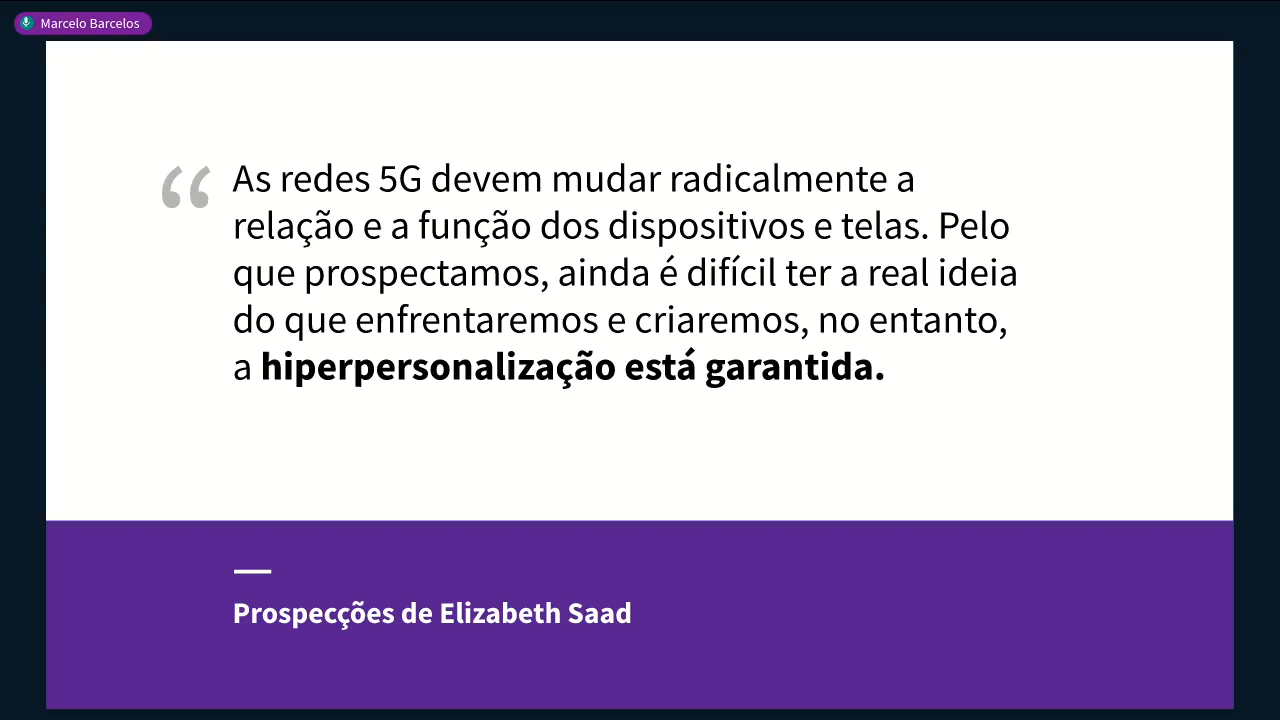 Marcelo Barcelos
“ As redes 5G devem mudar radicalmente a
relação e a função dos dispositivos e telas. Pelo
que prospectamos, ainda é difícil ter a real ideia
do que enfrentaremos e criaremos, no entanto,
a hiperpersonalização está garantida.
Prospecções de Elizabeth Saad